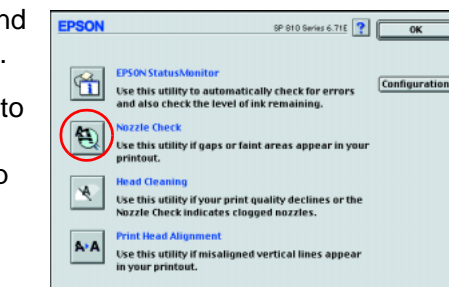 nd
.
to
o
EPSON
SP 810 Series 6.71E
?
OK
EPSON StatusMonitor
Use this utility to automatically check for errors
and also check the level of ink remaining.
Configuration
Nozzle Check
Use this utility if gaps or faint areas appear in your
printout.
Head Cleaning
Use this utility if your print quality declines or the
Nozzle Check indicates clogged nozzles.
A▸A
Print Head Alignment
Use this utility if misaligned vertical lines appear
in your printout.